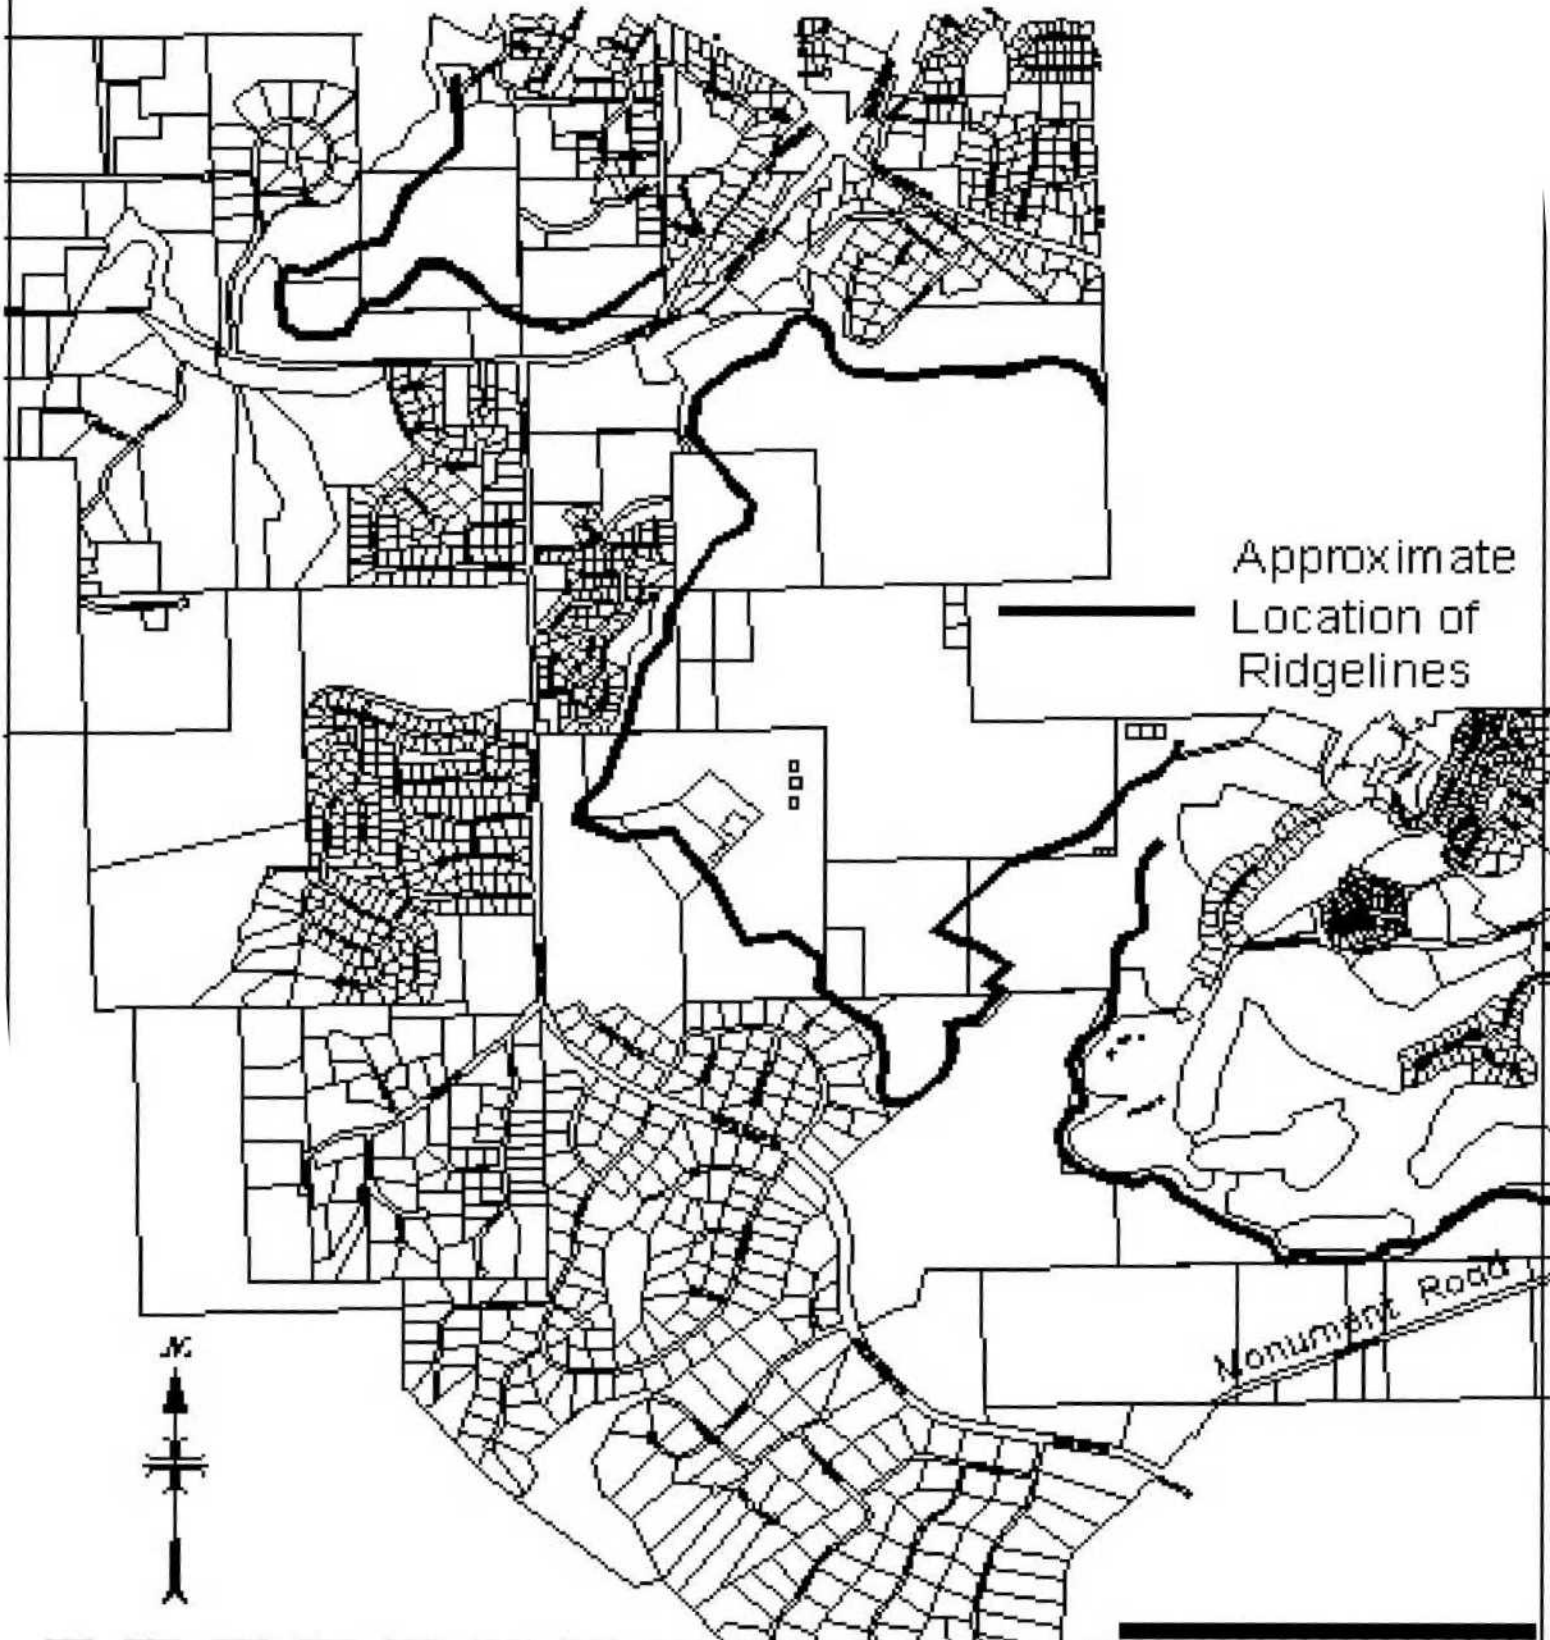 Approximate
Location of
Ridgelines
Monument Road
N.